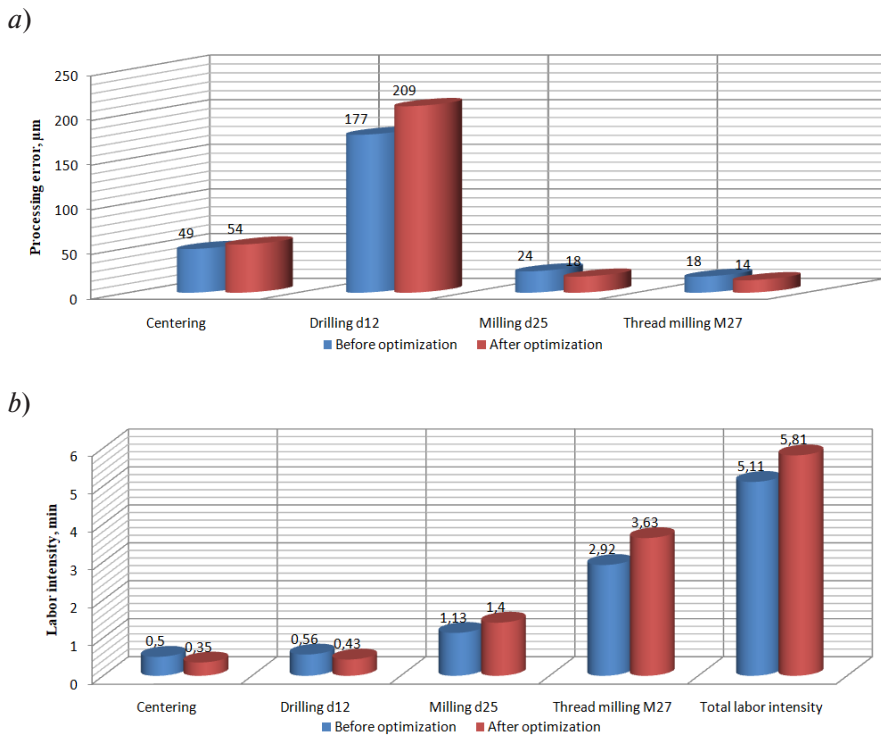 a)
250
200
150
100
50
0
Processing error, µm
49
54
177
209
24
18
18
14
Centering
Drilling d12
Milling d25
Thread milling M27
Before optimization
After optimization
b)
6
5
4
3
2
1
0
Labor intensity, min
0,5
0,35
0,56
0,43
1,13
1,4
2,92
3,63
5,11
5,81
Centering
Drilling d12
Milling d25
Thread milling M27
Total labor intensity
Before optimization
After optimization